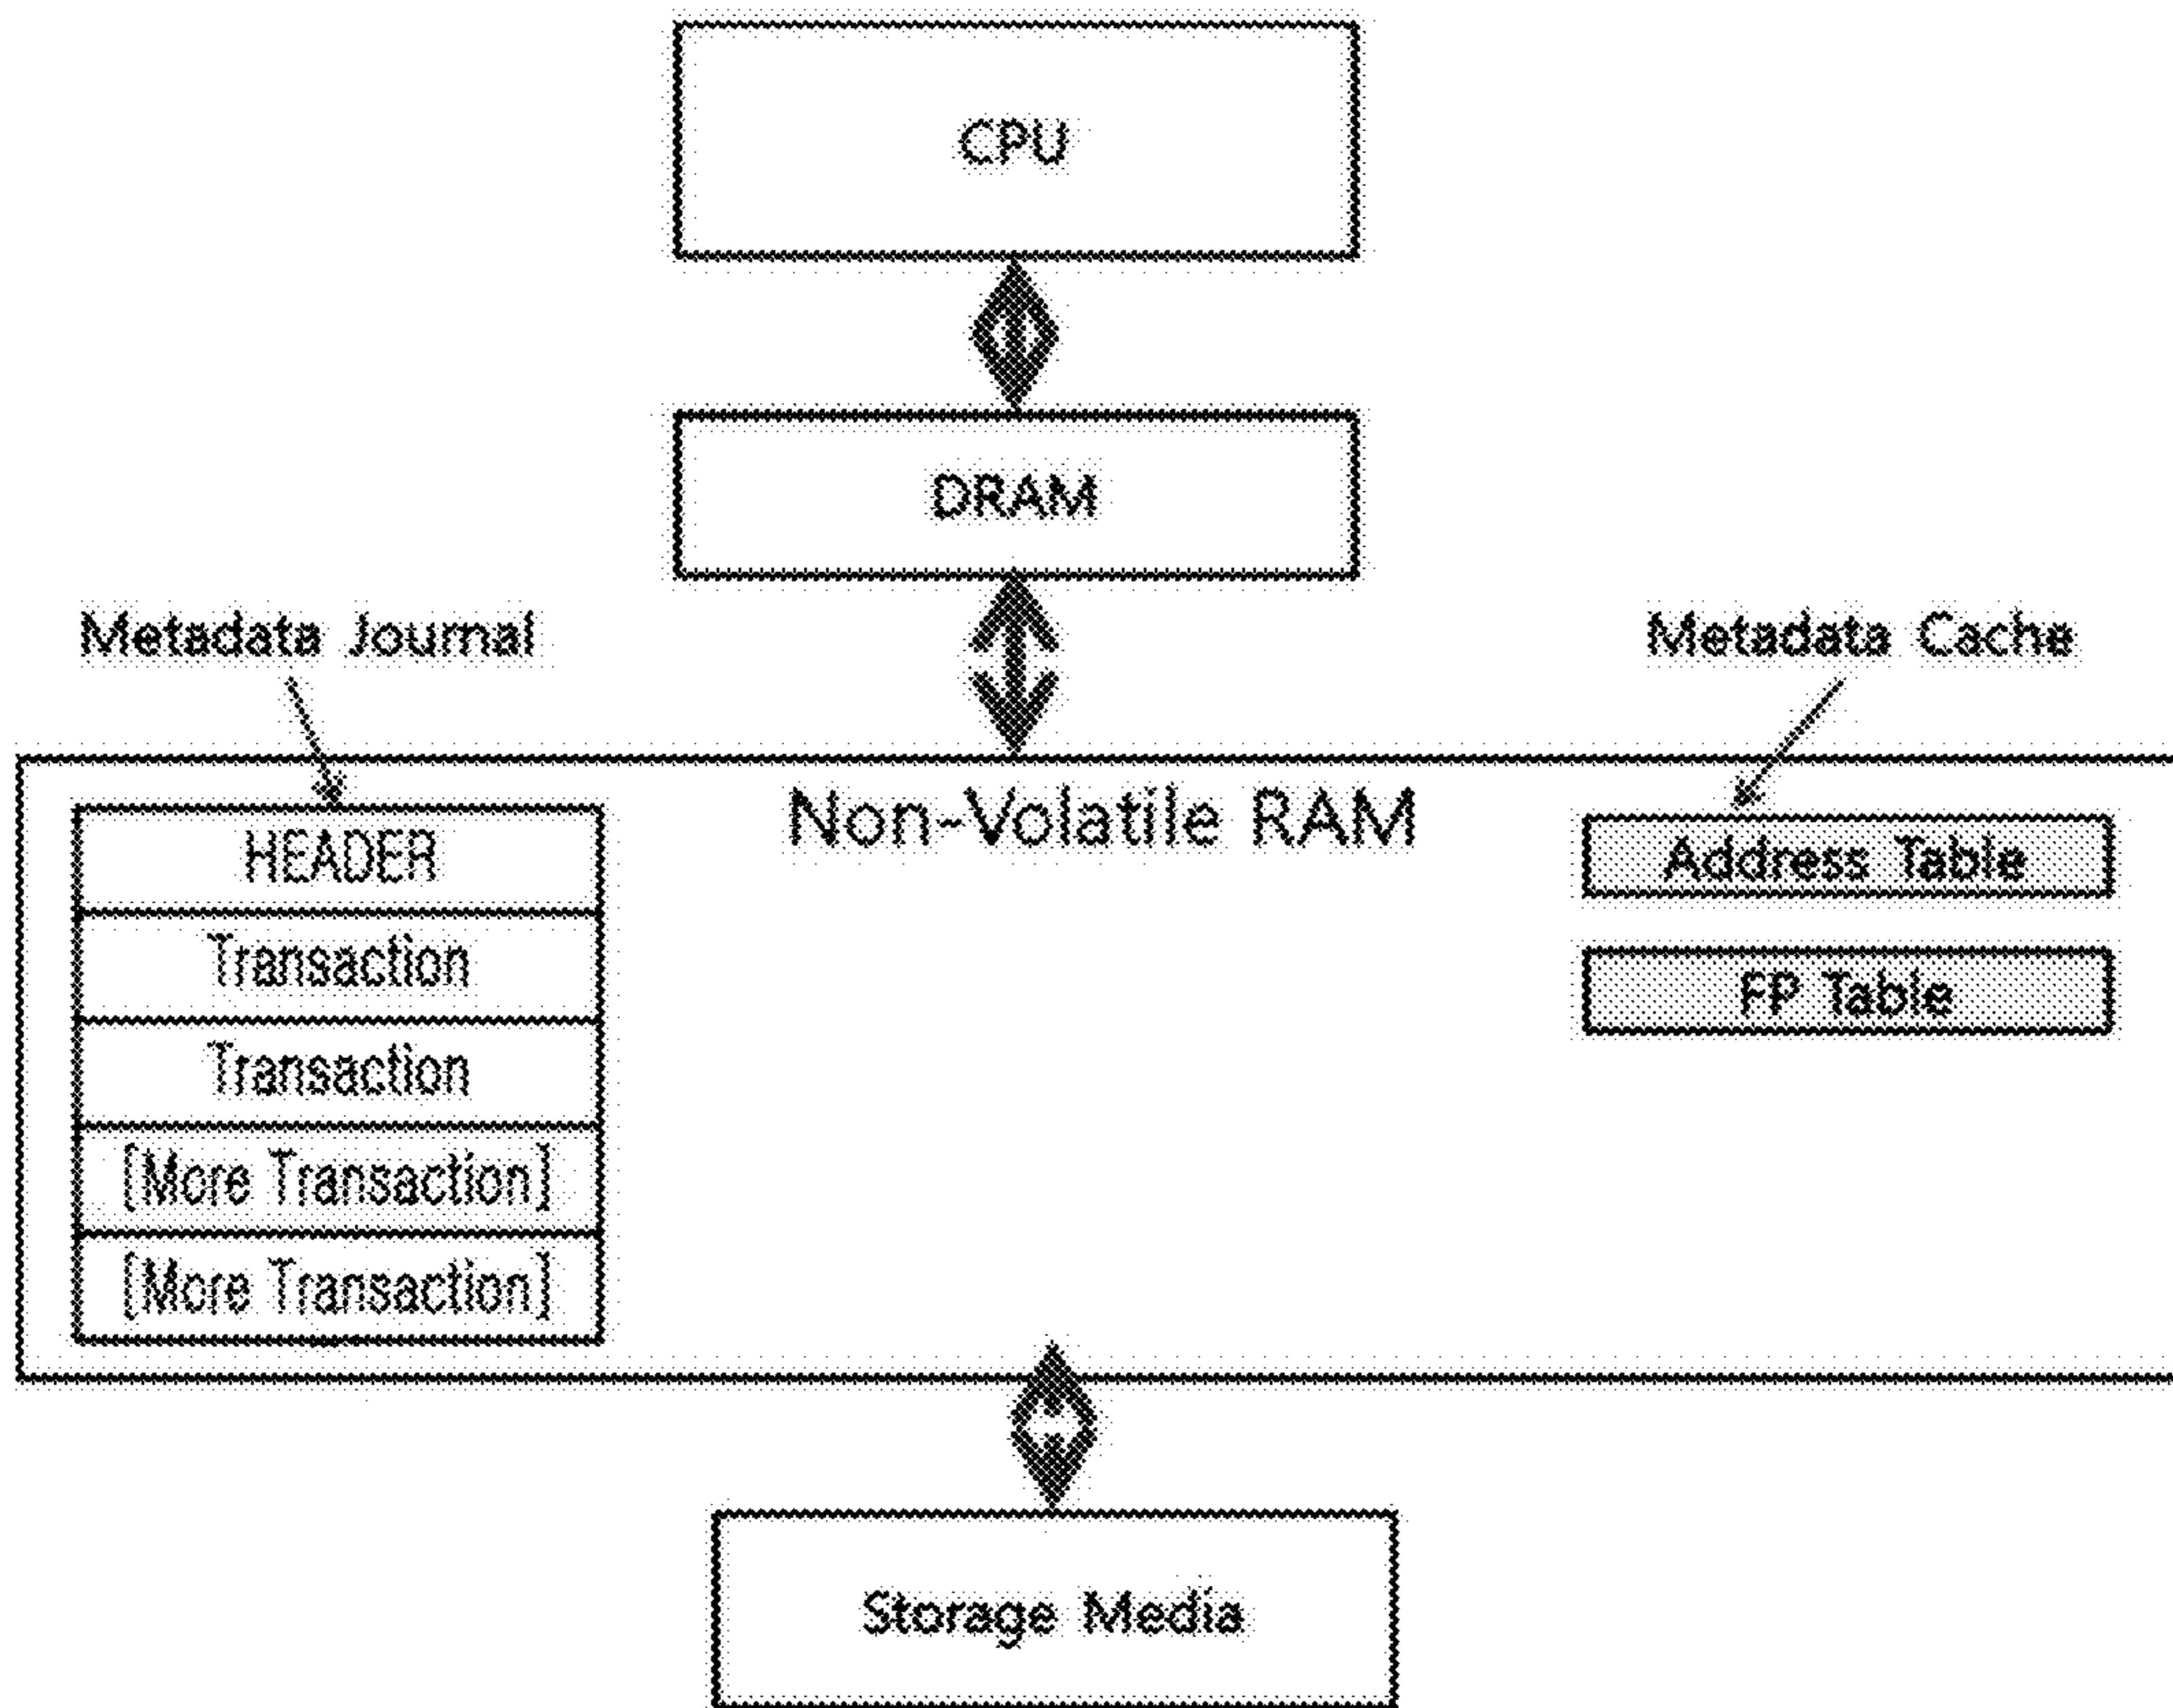 CPU
DRAM
Metadata Journal
Metadata Cache
Non-Volatile RAM
HEADER
Transaction
Transaction
[More Transaction]
[More Transaction]
Address Table
FP Table
Storage Media